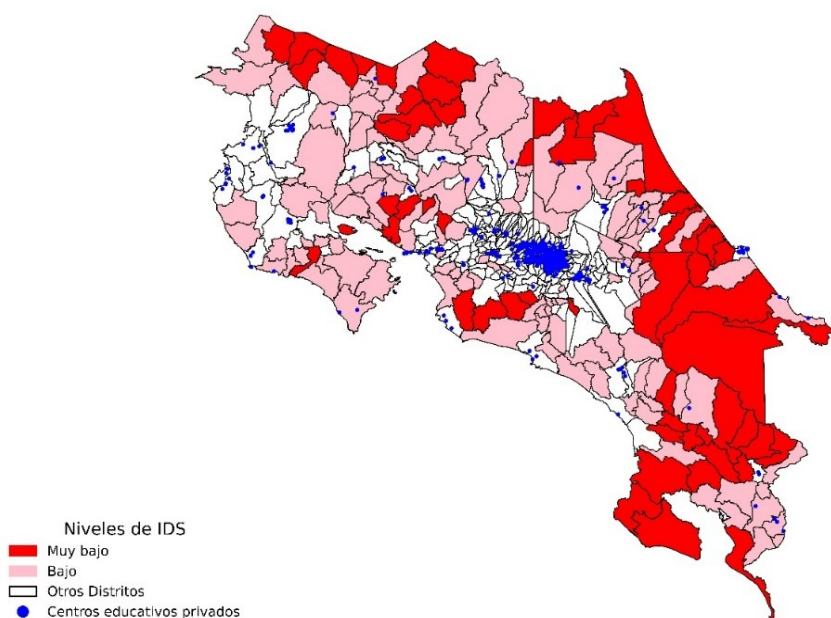 Niveles de IDS
Muy bajo
Bajo
Otros Distritos
Centros educativos privados